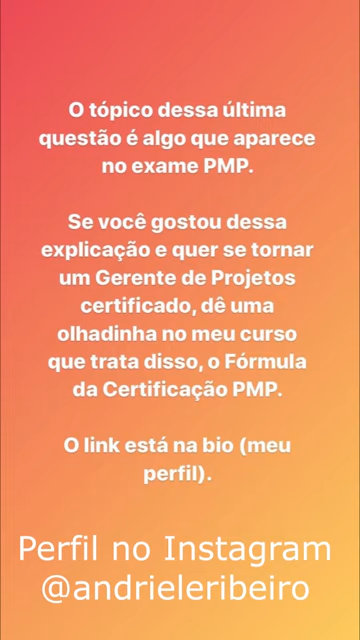 O tópico dessa última
questão é algo que aparece
no exame PMP.
Se você gostou dessa
explicação e quer se tornar
um Gerente de Projetos
certificado, dê uma
olhadinha no meu curso
que trata disso, o Fórmula
da Certificação PMP.
O link está na bio (meu
perfil).
Perfil no Instagram
@andrieleribeiro